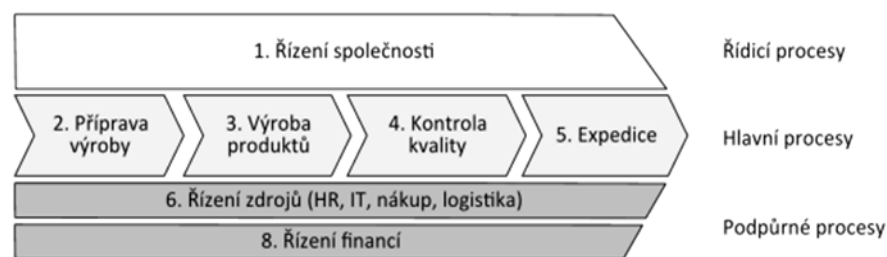 1. Řízení společnosti
Řídicí procesy
2. Příprava
výroby
3. Výroba
produktů
4. Kontrola
kvality
5. Expedice
Hlavní procesy
6. Řízení zdrojů (HR, IT, nákup, logistika)
8. Řízení financí
Podpůrné procesy